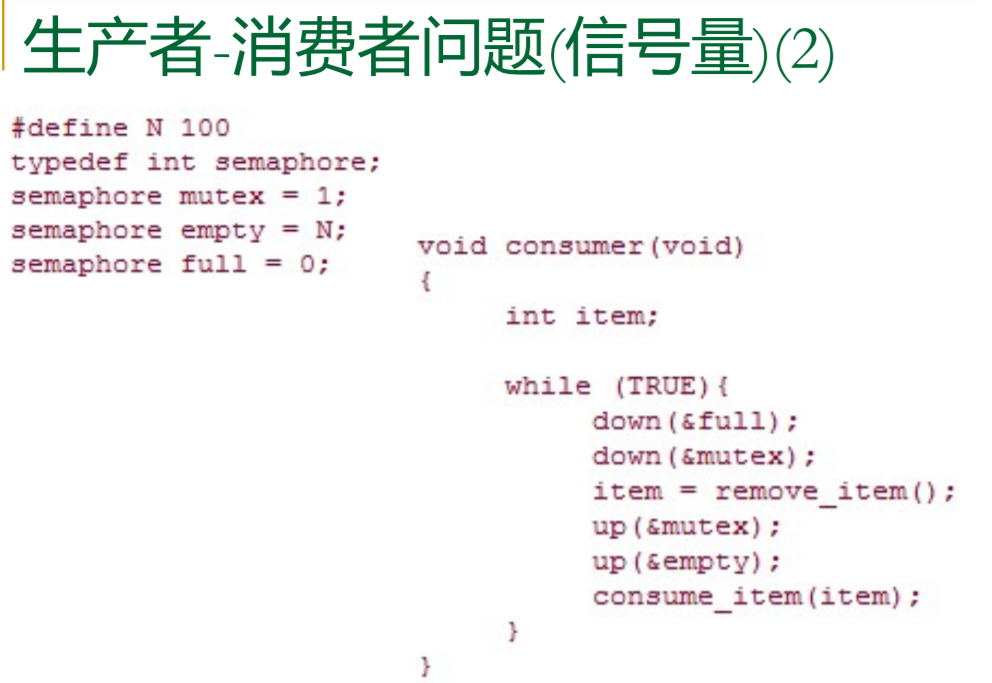 生产者-消费者问题(信号量)(2)
#define N 100
typedef int semaphore;
semaphore mutex = 1;
semaphore empty = N;
semaphore full = 0;
void consumer(void)
{
int item;
while (TRUE){
down(&full);
down(&mutex);
item = remove_item();
up(&mutex);
up(&empty);
consume_item(item);
}
}